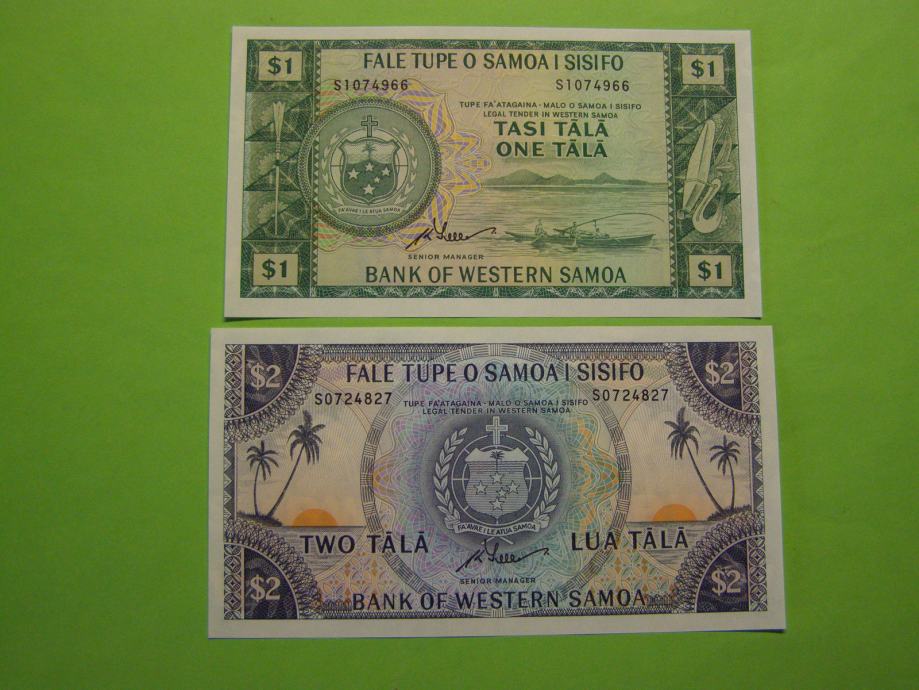 $1 FALE TUPE O SAMOA I SISIFO $1
S1074966 S1074966
TUPE FA'ATAGAINA - MALO O SAMOA I SISIFO
LEGAL TENDER IN WESTERN SAMOA
TASI TĀLĀ
ONE TĀLĀ
FA'AVAE I LE ATUA SAMOA
SENIOR MANAGER
$1 BANK OF WESTERN SAMOA $1
$2 FALE TUPE O SAMOA I SISIFO $2
S0724827 S0724827
TUPE FA'ATAGAINA - MALO O SAMOA I SISIFO
LEGAL TENDER IN WESTERN SAMOA
FA'AVAE I LE ATUA SAMOA
TWO TĀLĀ LUA TĀLĀ
SENIOR MANAGER
$2 BANK OF WESTERN SAMOA $2